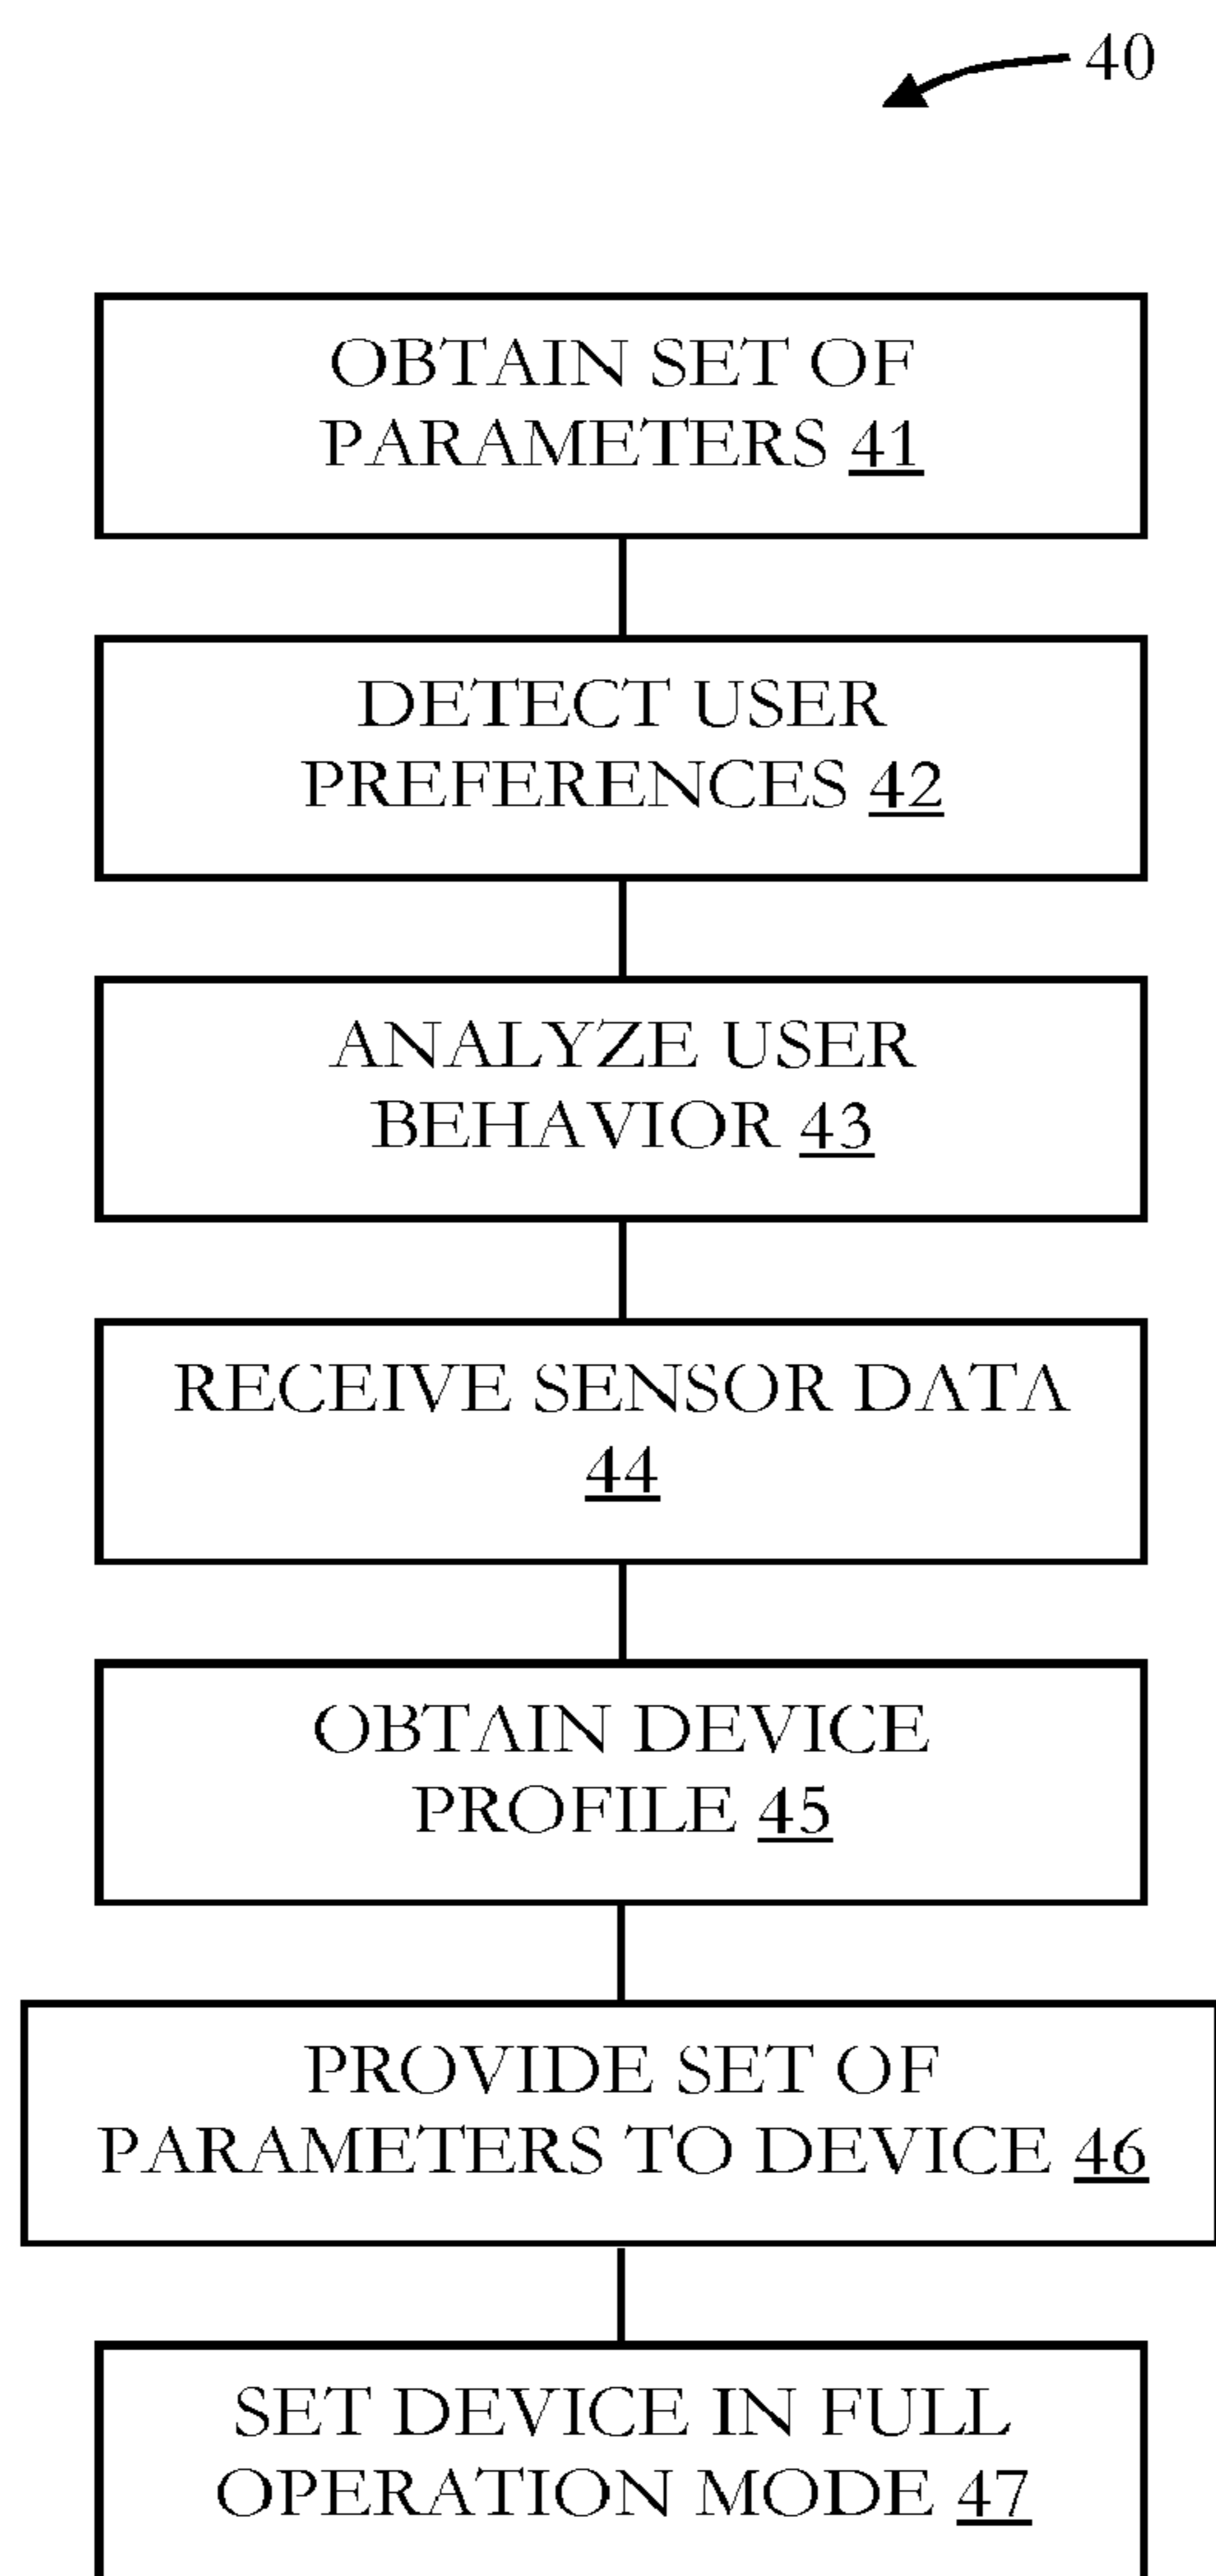 40
OBTAIN SET OF
PARAMETERS 41
DETECT USER
PREFERENCES 42
ANALYZE USER
BEHAVIOR 43
RECEIVE SENSOR DATA
44
OBTAIN DEVICE
PROFILE 45
PROVIDE SET OF
PARAMETERS TO DEVICE 46
SET DEVICE IN FULL
OPERATION MODE 47